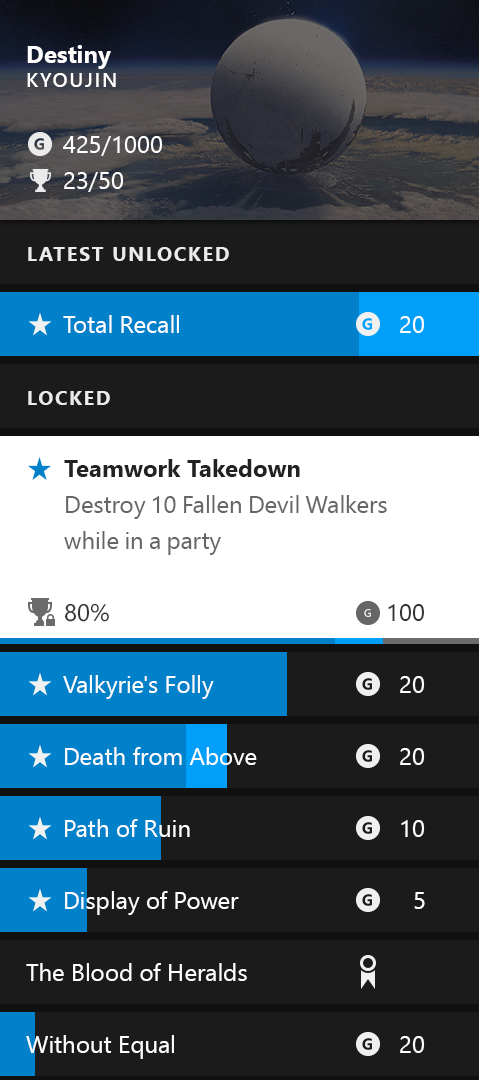 Destiny
KYOUJIN
G 425/1000
23/50
LATEST UNLOCKED
Total Recall G 20
LOCKED
Teamwork Takedown
Destroy 10 Fallen Devil Walkers
while in a party
80% G 100
Valkyrie's Folly G 20
Death from Above G 20
Path of Ruin G 10
Display of Power G 5
The Blood of Heralds
Without Equal G 20